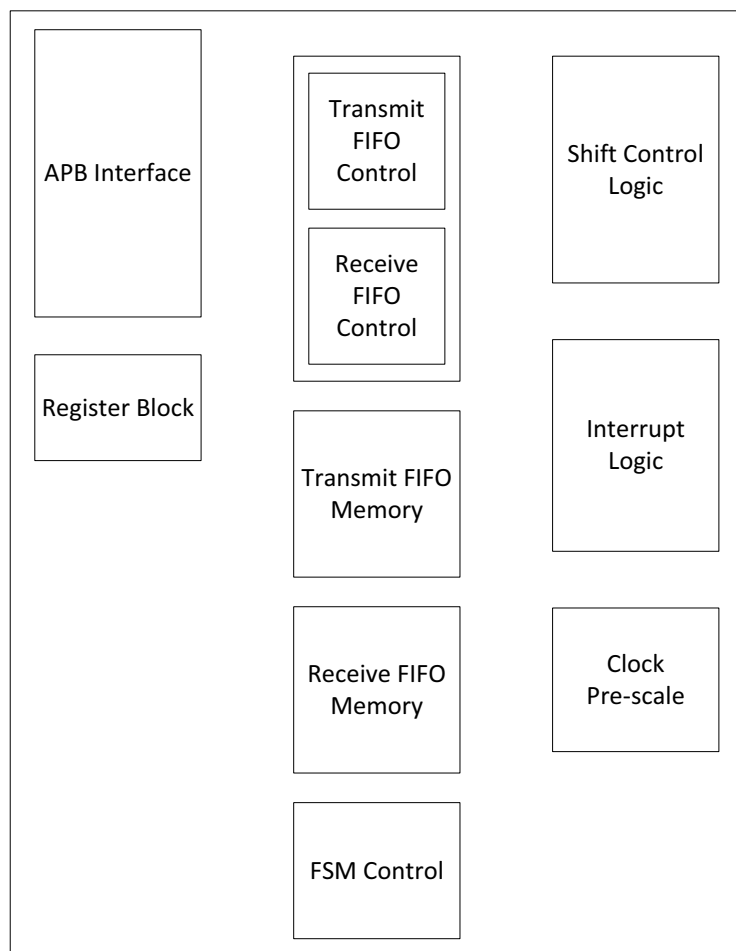 APB Interface
Register Block
Transmit
FIFO
Control
Receive
FIFO
Control
Transmit FIFO
Memory
Receive FIFO
Memory
FSM Control
Shift Control
Logic
Interrupt
Logic
Clock
Pre-scale